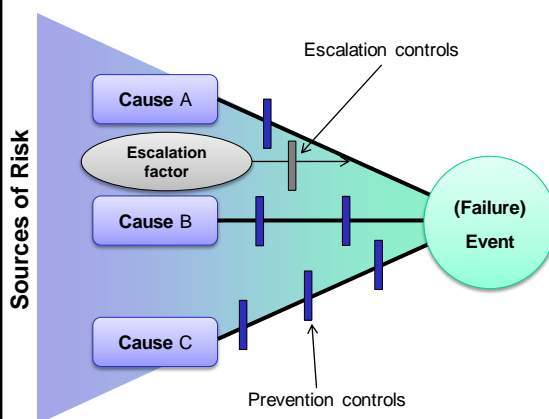 Escalation controls
Cause A
Escalation
factor
Sources of Risk
Cause B
(Failure)
Event
Cause C
Prevention controls